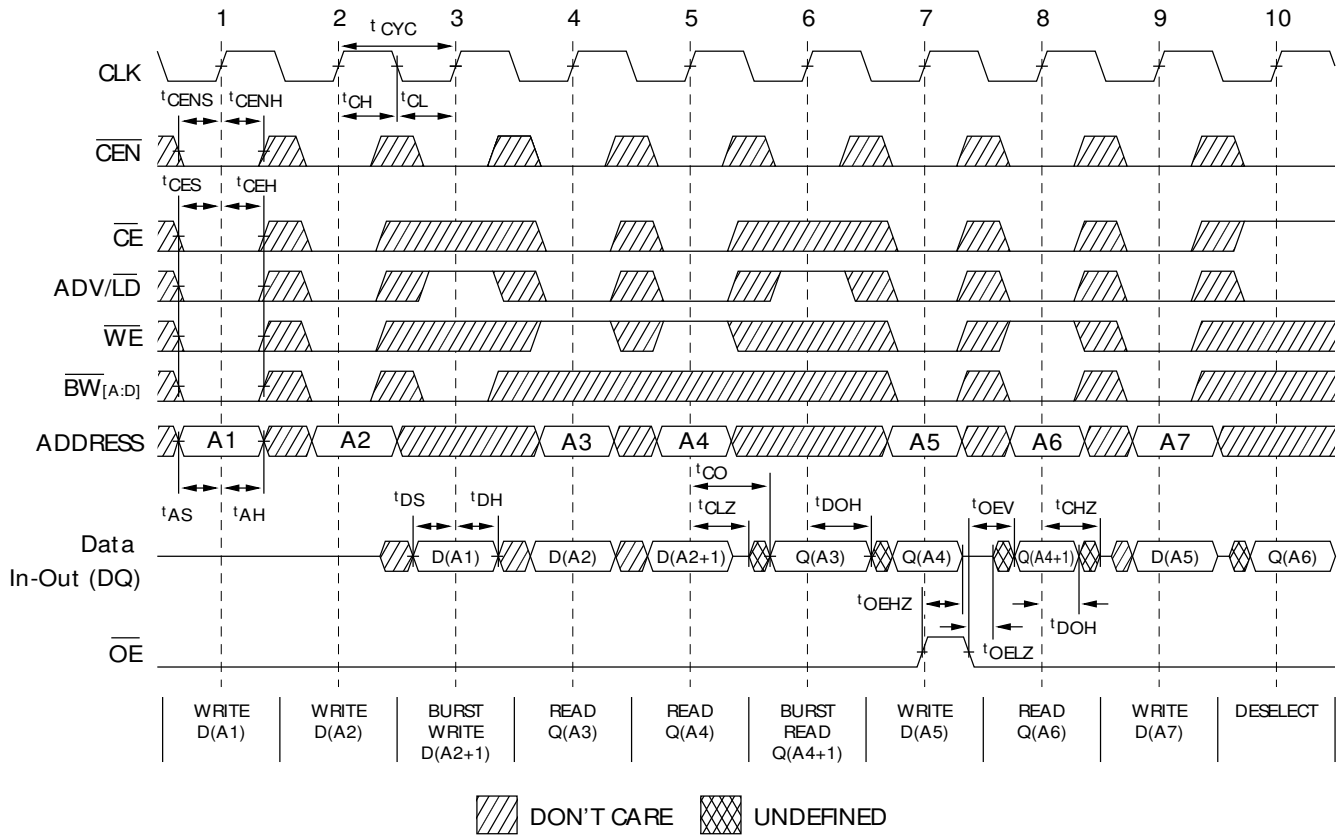 1 2 3 4 5 6 7 8 9 10
t CYC
CLK
tCENS tCENH tCH tCL
CEN
tCES tCEH
CE
ADV/LD
WE
BW[A:D]
ADDRESS A1 A2 A3 A4 A5 A6 A7
tCO
tAS tAH tDS tDH tCLZ tDOH tOEV tCHZ
Data
In-Out (DQ)
D(A1) D(A2) D(A2+1) Q(A3) Q(A4) Q(A4+1) D(A5) Q(A6)
tOEHZ tDOH
tOELZ
OE
WRITE
D(A1)
WRITE
D(A2)
BURST
WRITE
D(A2+1)
READ
Q(A3)
READ
Q(A4)
BURST
READ
Q(A4+1)
WRITE
D(A5)
READ
Q(A6)
WRITE
D(A7)
DESELECT
DON'T CARE UNDEFINED